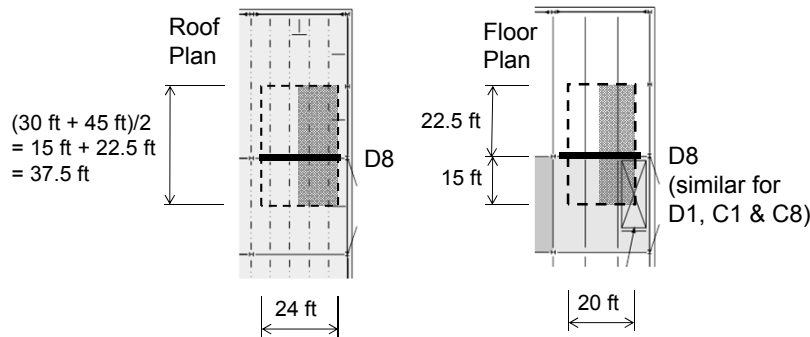 Roof
Plan
(30 ft + 45 ft)/2
= 15 ft + 22.5 ft
= 37.5 ft
D8
24 ft
Floor
Plan
22.5 ft
15 ft
D8
(similar for
D1, C1 & C8)
20 ft